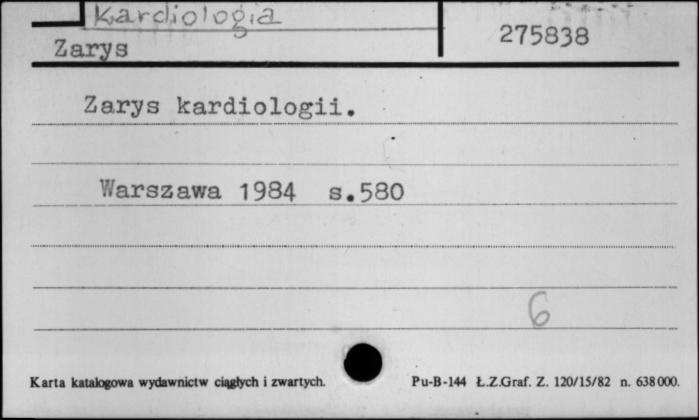 Kardiologia
Zarys
275838
Zarys kardiologii.
Warszawa 1984 s.580
6
Karta katalogowa wydawnictw ciągłych i zwartych. Pu-B-144 Ł.Z.Graf. Z. 120/15/82 n. 638000.